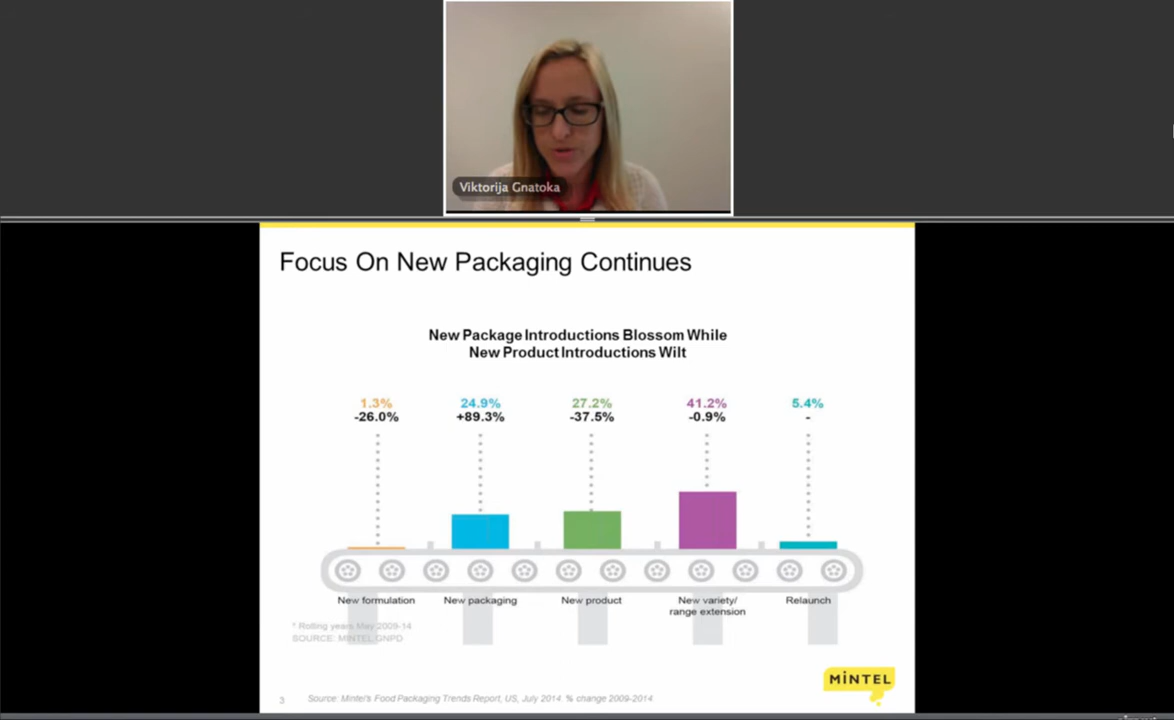 Viktorija Gnatoka
Focus On New Packaging Continues
New Package Introductions Blossom While
New Product Introductions Wilt
1.3% 24.9% 27.2% 41.2% 5.4%
-26.0% +89.3% -37.5% -0.9% -
New formulation New packaging New product New variety/ Relaunch
range extension
* Rolling years May 2009-14
SOURCE: MINTEL GNPD
MiNTEL
3 Source: Mintel's Food Packaging Trends Report, US, July 2014. % change 2009-2014